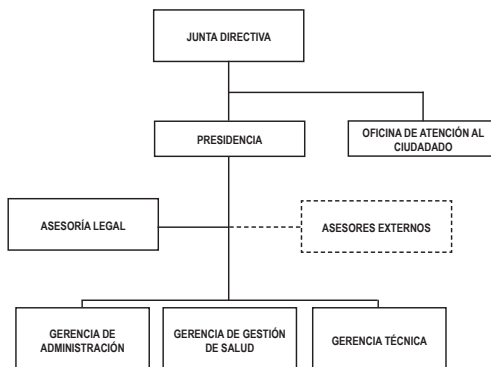 JUNTA DIRECTIVA
PRESIDENCIA
OFICINA DE ATENCIÓN AL
CIUDADADO
ASESORÍA LEGAL
ASESORES EXTERNOS
GERENCIA DE
ADMINISTRACIÓN
GERENCIA DE GESTIÓN
DE SALUD
GERENCIA TÉCNICA